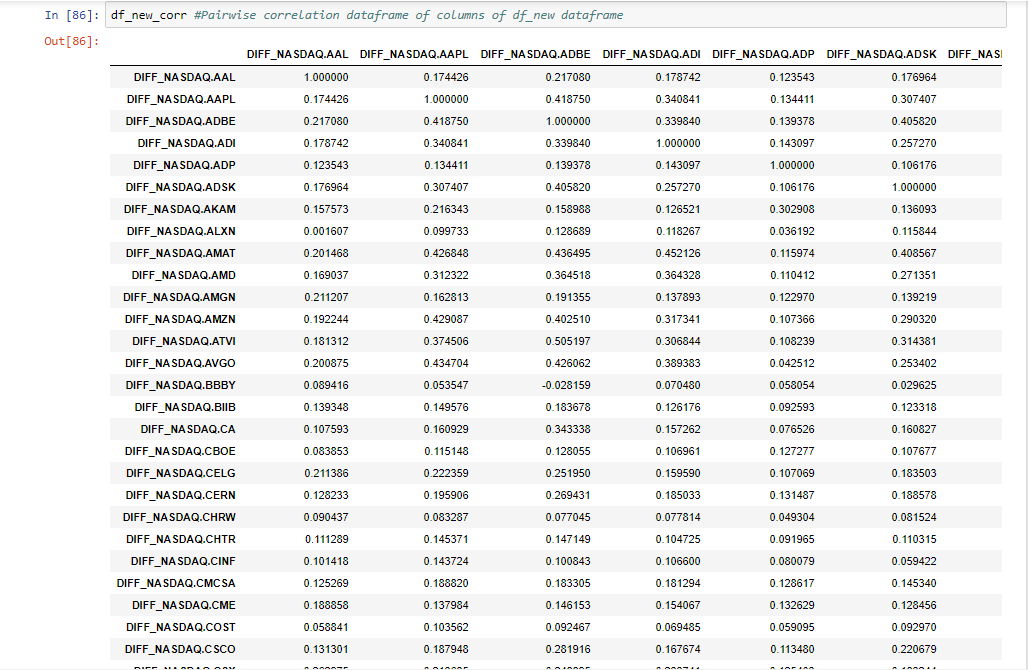 In [86]: df_new_corr #Pairwise correlation dataframe of columns of df_new dataframe
Out[86]:
DIFF_NASDAQ.AAL DIFF_NASDAQ.AAPL DIFF_NASDAQ.ADBE DIFF_NASDAQ.ADI DIFF_NASDAQ.ADP DIFF_NASDAQ.ADSK DIFF_NAS
DIFF_NASDAQ.AAL 1.000000 0.174426 0.217080 0.178742 0.123543 0.176964
DIFF_NASDAQ.AAPL 0.174426 1.000000 0.418750 0.340841 0.134411 0.307407
DIFF_NASDAQ.ADBE 0.217080 0.418750 1.000000 0.339840 0.139378 0.405820
DIFF_NASDAQ.ADI 0.178742 0.340841 0.339840 1.000000 0.143097 0.257270
DIFF_NASDAQ.ADP 0.123543 0.134411 0.139378 0.143097 1.000000 0.106176
DIFF_NASDAQ.ADSK 0.176964 0.307407 0.405820 0.257270 0.106176 1.000000
DIFF_NASDAQ.AKAM 0.157573 0.216343 0.158988 0.126521 0.302908 0.136093
DIFF_NASDAQ.ALXN 0.001607 0.099733 0.128689 0.118267 0.036192 0.115844
DIFF_NASDAQ.AMAT 0.201468 0.426848 0.436495 0.452126 0.115974 0.408567
DIFF_NASDAQ.AMD 0.169037 0.312322 0.364518 0.364328 0.110412 0.271351
DIFF_NASDAQ.AMGN 0.211207 0.162813 0.191355 0.137893 0.122970 0.139219
DIFF_NASDAQ.AMZN 0.192244 0.429087 0.402510 0.317341 0.107366 0.290320
DIFF_NASDAQ.ATVI 0.181312 0.374506 0.505197 0.306844 0.108239 0.314381
DIFF_NASDAQ.AVGO 0.200875 0.434704 0.426062 0.389383 0.042512 0.253402
DIFF_NASDAQ.BBBY 0.089416 0.053547 -0.028159 0.070480 0.058054 0.029625
DIFF_NASDAQ.BIIB 0.139348 0.149576 0.183678 0.126176 0.092593 0.123318
DIFF_NASDAQ.CA 0.107593 0.160929 0.343338 0.157262 0.076526 0.160827
DIFF_NASDAQ.CBOE 0.083853 0.115148 0.128055 0.106961 0.127277 0.107677
DIFF_NASDAQ.CELG 0.211386 0.222359 0.251950 0.159590 0.107069 0.183503
DIFF_NASDAQ.CERN 0.128233 0.195906 0.269431 0.185033 0.131487 0.188578
DIFF_NASDAQ.CHRW 0.090437 0.083287 0.077045 0.077814 0.049304 0.081524
DIFF_NASDAQ.CHTR 0.111289 0.145371 0.147149 0.104725 0.091965 0.110315
DIFF_NASDAQ.CINF 0.101418 0.143724 0.100843 0.106600 0.080079 0.059422
DIFF_NASDAQ.CMCSA 0.125269 0.188820 0.183305 0.181294 0.128617 0.145340
DIFF_NASDAQ.CME 0.188858 0.137984 0.146153 0.154067 0.132629 0.128456
DIFF_NASDAQ.COST 0.058841 0.103562 0.092467 0.069485 0.059095 0.092970
DIFF_NASDAQ.CSCO 0.131301 0.187948 0.281916 0.167674 0.113480 0.220679